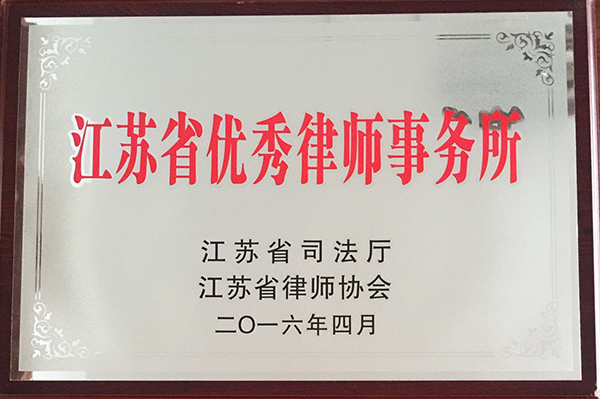 江苏省优秀律师事务所
江苏省司法厅
江苏省律师协会
二〇一六年四月